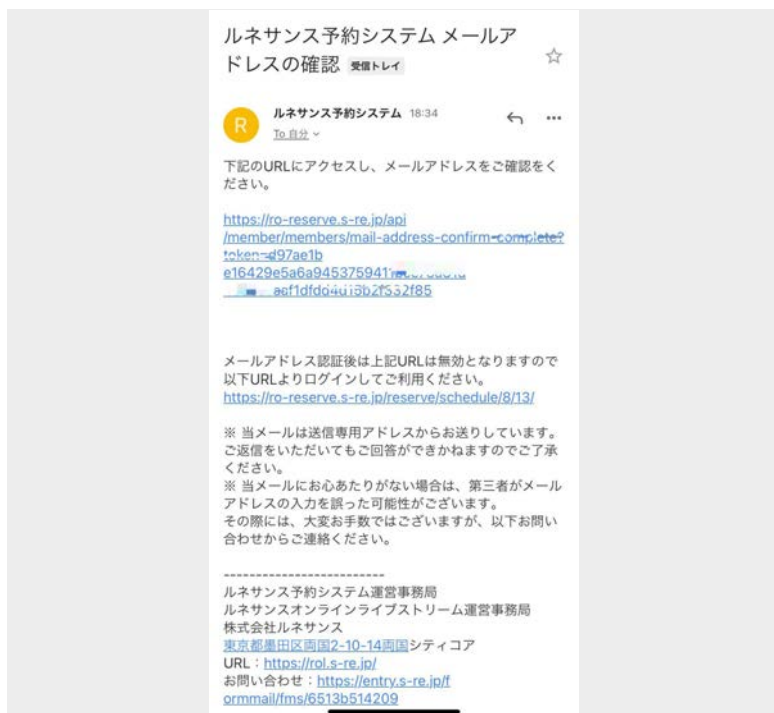 ルネサンス予約システム メールア
ドレスの確認 受信トレイ
R
ルネサンス予約システム 18:34
To 自分
下記のURLにアクセスし、メールアドレスをご確認をく
ださい。
https://ro-reserve.s-re.jp/api
/member/members/mail-address-confirm-complete?
token=d97ae1b
e16429e5a6a945375941
メールアドレス認証後は上記URLは無効となりますので
以下URLよりログインしてご利用ください。
https://ro-reserve.s-re.jp/reserve/schedule/8/13/
※ 当メールは送信専用アドレスからお送りしています。
ご返信をいただいてもご回答ができかねますのでご了承
ください。
※ 当メールにお心あたりがない場合は、第三者がメール
アドレスの入力を誤った可能性がございます。
その際には、大変お手数ではございますが、以下お問い
合わせからご連絡ください。
-------------------------
ルネサンス予約システム運営事務局
ルネサンスオンラインライブストリーム運営事務局
株式会社ルネサンス
東京都墨田区両国2-10-14両国シティコア
URL：https://rol.s-re.jp/
お問い合わせ：https://entry.s-re.jp/f
ormmail/fms/6513b514209